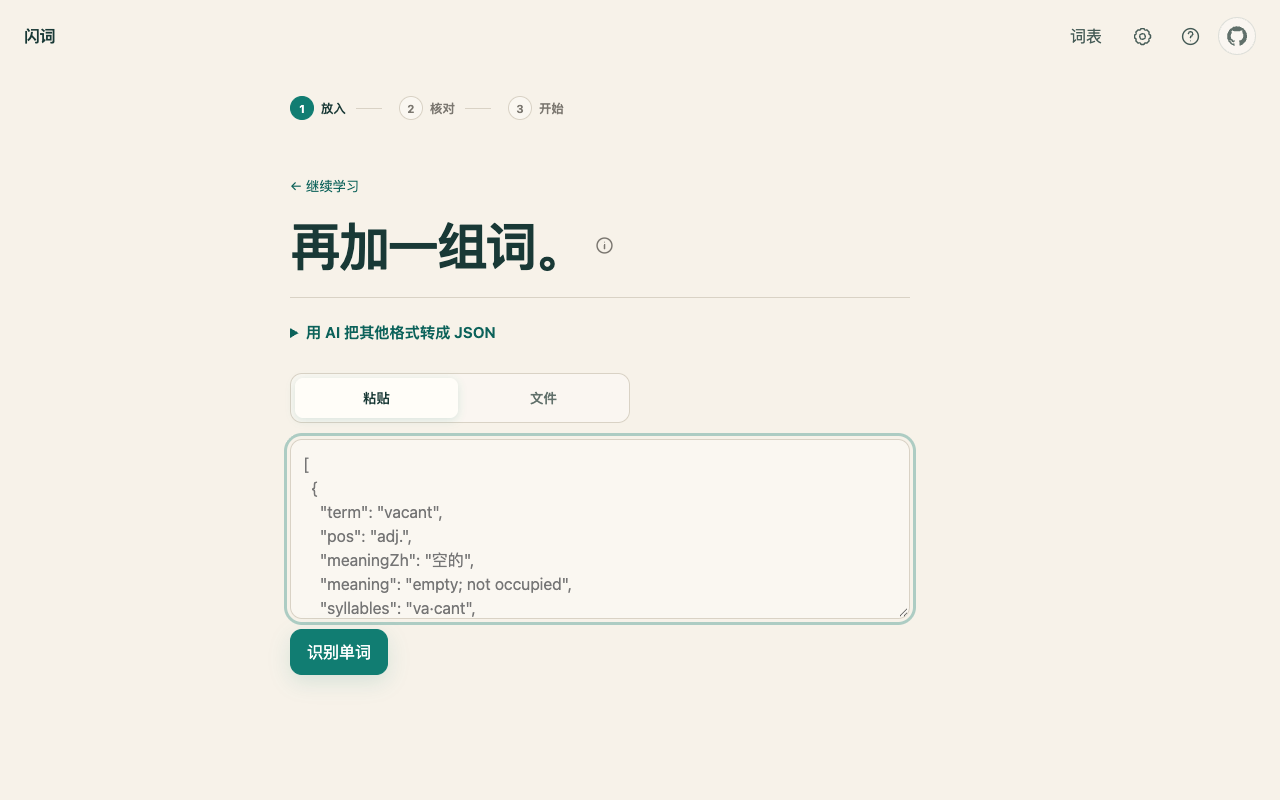 闪词
词表
1 放入
2 核对
3 开始
← 继续学习
再加一组词。
用 AI 把其他格式转成 JSON
粘贴
文件
[
{
"term": "vacant",
"pos": "adj.",
"meaningZh": "空的",
"meaning": "empty; not occupied",
"syllables": "va·cant",
识别单词